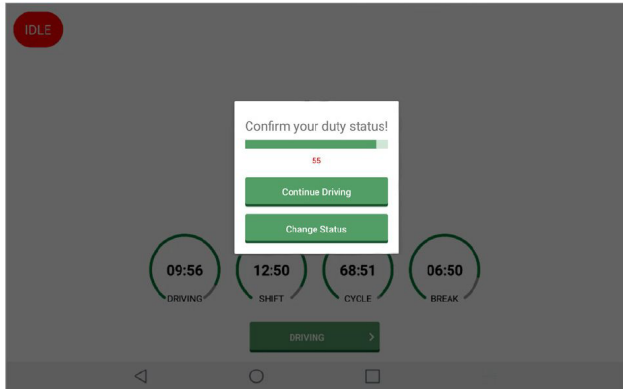 IDLE
Confirm your duty status!
55
Continue Driving
Change Status
09:56 12:50 68:51 06:50
DRIVING SHIFT CYCLE BREAK
DRIVING >